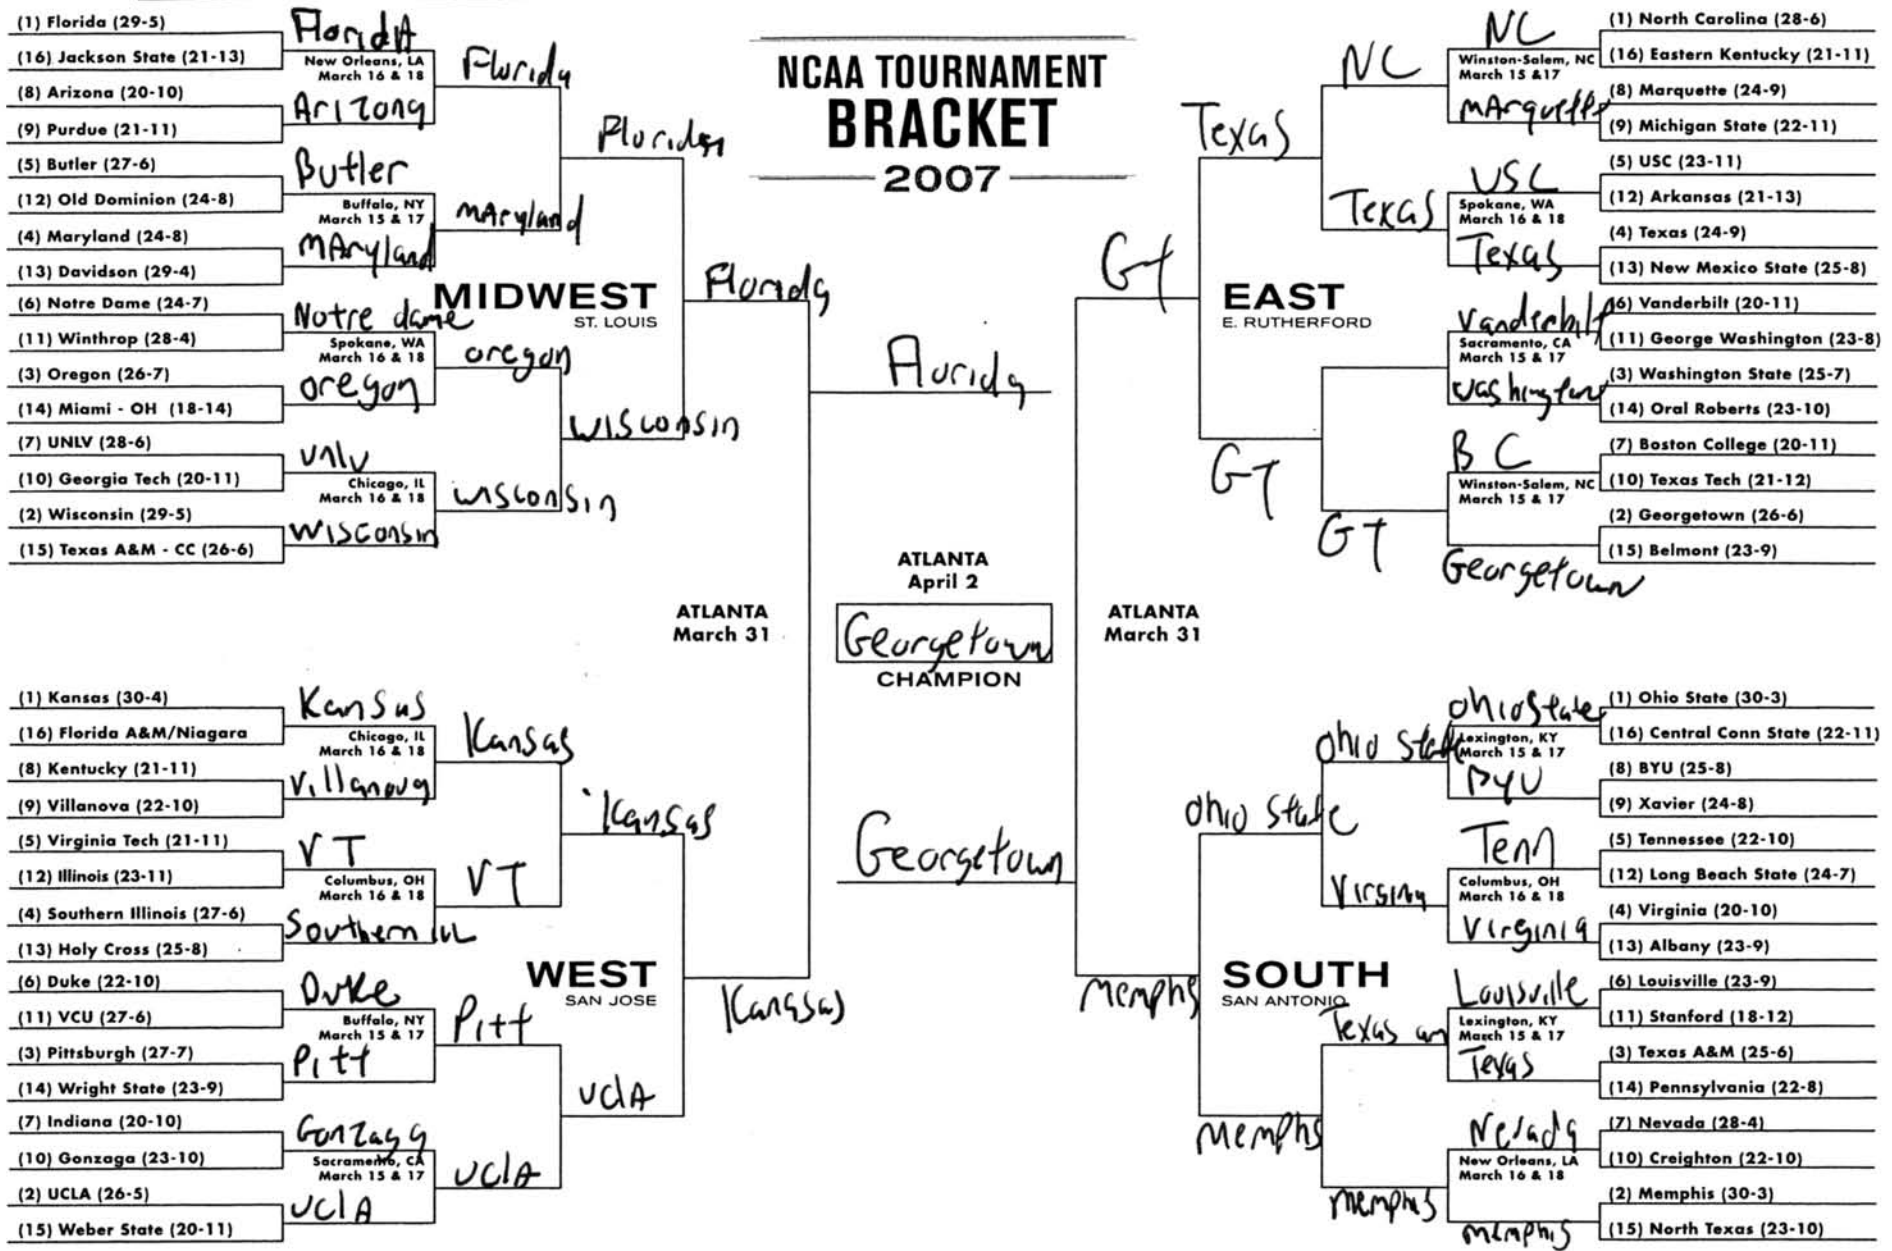 NCAA TOURNAMENT
BRACKET
2007
(1) Florida (29-5)
(16) Jackson State (21-13)
(8) Arizona (20-10)
(9) Purdue (21-11)
(5) Butler (27-6)
(12) Old Dominion (24-8)
(4) Maryland (24-8)
(13) Davidson (29-4)
(6) Notre Dame (24-7)
(11) Winthrop (28-4)
(3) Oregon (26-7)
(14) Miami - OH (18-14)
(7) UNLV (28-6)
(10) Georgia Tech (20-11)
(2) Wisconsin (29-5)
(15) Texas A&M - CC (26-6)
FloridA
New Orleans, LA
March 16 & 18
ArIZona
Butler
Buffalo, NY
March 15 & 17
MAryland
Notre dame
Spokane, WA
March 16 & 18
oregon
unlv
Chicago, IL
March 16 & 18
WISconsin
Florida
mAryland
oregon
wisconsin
Florida
WISconsin
MIDWEST
ST. LOUIS
Florida
Florida
ATLANTA
March 31
ATLANTA
April 2
Georgetown
CHAMPION
ATLANTA
March 31
(1) Kansas (30-4)
(16) Florida A&M/Niagara
(8) Kentucky (21-11)
(9) Villanova (22-10)
(5) Virginia Tech (21-11)
(12) Illinois (23-11)
(4) Southern Illinois (27-6)
(13) Holy Cross (25-8)
(6) Duke (22-10)
(11) VCU (27-6)
(3) Pittsburgh (27-7)
(14) Wright State (23-9)
(7) Indiana (20-10)
(10) Gonzaga (23-10)
(2) UCLA (26-5)
(15) Weber State (20-11)
Kansas
Chicago, IL
March 16 & 18
Villanova
VT
Columbus, OH
March 16 & 18
Southern ILL
Duke
Buffalo, NY
March 15 & 17
Pitt
Gonzaga
Sacramento, CA
March 15 & 17
UClA
Kansas
VT
Pitt
UClA
Kansas
UClA
WEST
SAN JOSE
Kansas
Georgetown
NC
Winston-Salem, NC
March 15 &17
mArquette
USC
Spokane, WA
March 16 & 18
Texas
Vanderbilt
Sacramento, CA
March 15 & 17
Washington
BC
Winston-Salem, NC
March 15 & 17
Georgetown
(1) North Carolina (28-6)
(16) Eastern Kentucky (21-11)
(8) Marquette (24-9)
(9) Michigan State (22-11)
(5) USC (23-11)
(12) Arkansas (21-13)
(4) Texas (24-9)
(13) New Mexico State (25-8)
(6) Vanderbilt (20-11)
(11) George Washington (23-8)
(3) Washington State (25-7)
(14) Oral Roberts (23-10)
(7) Boston College (20-11)
(10) Texas Tech (21-12)
(2) Georgetown (26-6)
(15) Belmont (23-9)
NC
Texas
GT
Texas
GT
GT
EAST
E. RUTHERFORD
ohio State
Lexington, KY
March 15 & 17
BYU
Tenn
Columbus, OH
March 16 & 18
Virginia
Louisville
Lexington, KY
March 15 & 17
Texas
Nevada
New Orleans, LA
March 16 & 18
memphis
(1) Ohio State (30-3)
(16) Central Conn State (22-11)
(8) BYU (25-8)
(9) Xavier (24-8)
(5) Tennessee (22-10)
(12) Long Beach State (24-7)
(4) Virginia (20-10)
(13) Albany (23-9)
(6) Louisville (23-9)
(11) Stanford (18-12)
(3) Texas A&M (25-6)
(14) Pennsylvania (22-8)
(7) Nevada (28-4)
(10) Creighton (22-10)
(2) Memphis (30-3)
(15) North Texas (23-10)
ohio State
Virginia
Texas am
memphis
ohio state
memphs
SOUTH
SAN ANTONIO
memphs